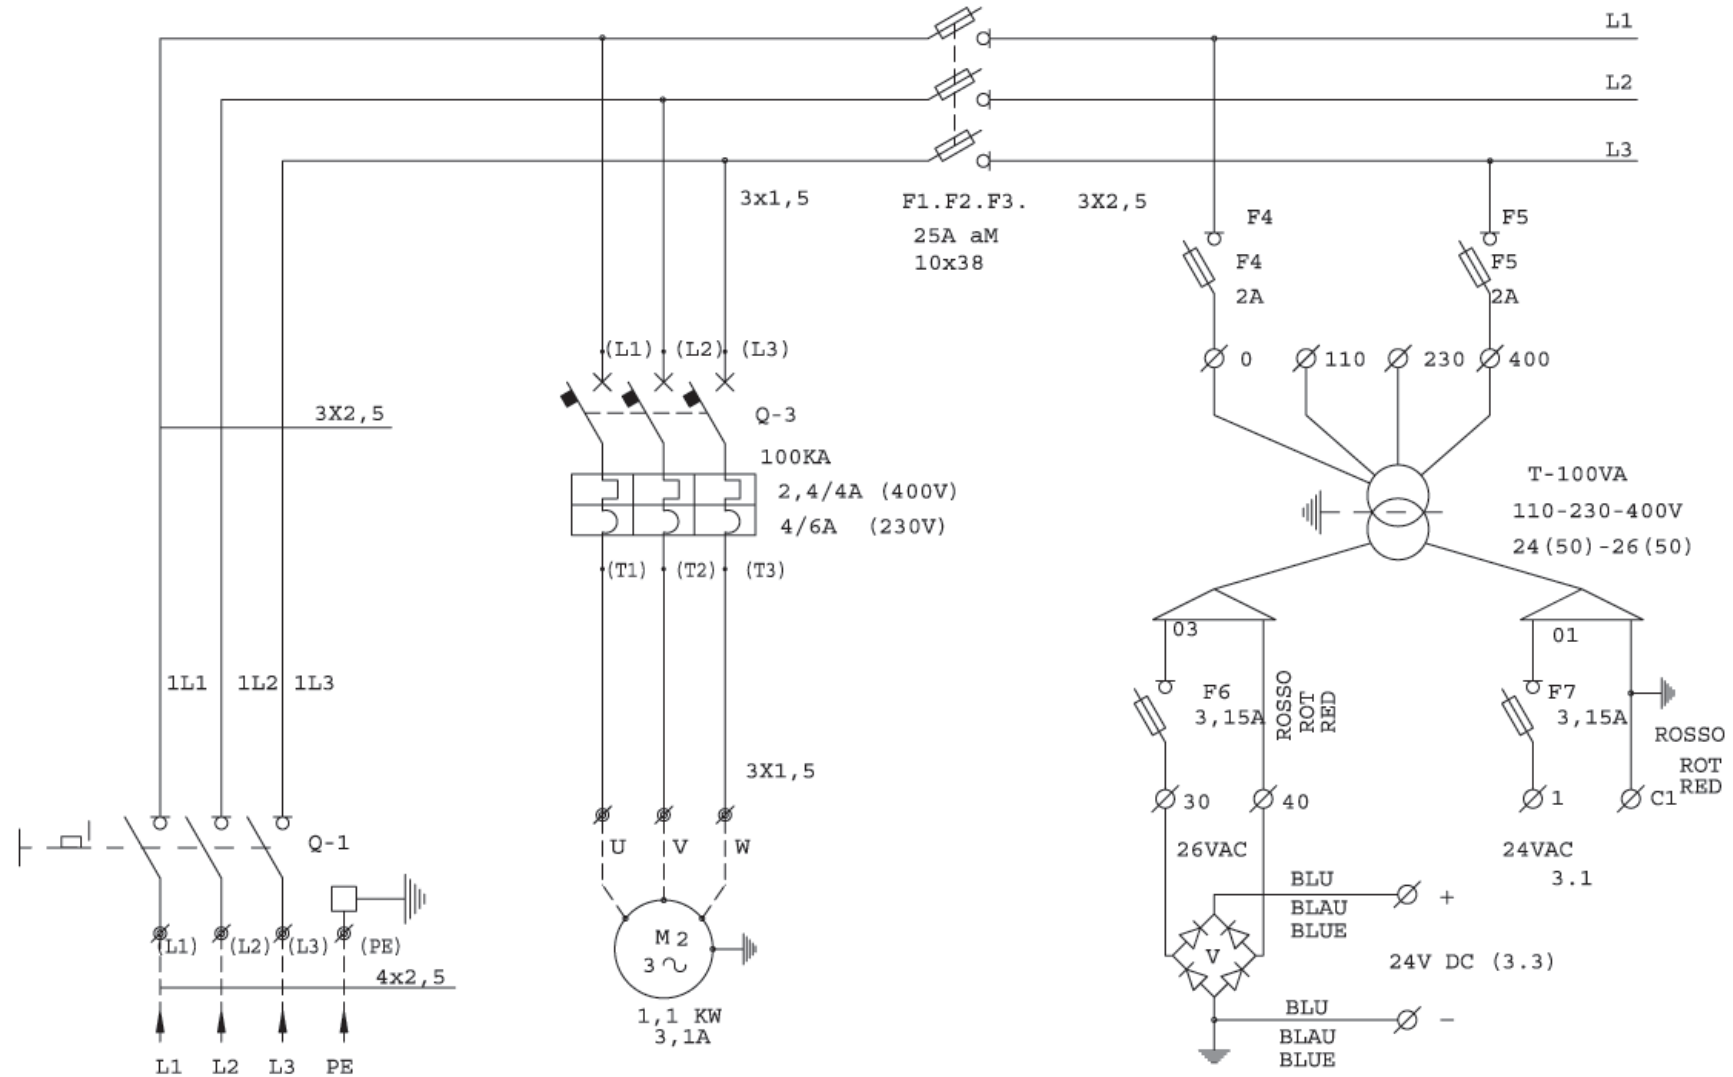 L1
L2
L3
3x1,5
F1.F2.F3.
3X2,5
25A aM
10x38
F4
F5
F4
F5
2A
2A
(L1)
(L2)
(L3)
0
110
230
400
3X2,5
Q-3
100KA
2,4/4A (400V)
4/6A (230V)
T-100VA
110-230-400V
24(50)-26(50)
(T1)
(T2)
(T3)
03
01
1L1
1L2
1L3
F6
3,15A
ROSSO
ROT
RED
F7
3,15A
ROSSO
ROT
RED
3X1,5
30
40
1
C1
Q-1
U
V
W
26VAC
24VAC
3.1
BLU
BLAU
BLUE
+
(L1)
(L2)
(L3)
(PE)
M2
3
V
24V DC (3.3)
4x2,5
1,1 KW
3,1A
BLU
BLAU
BLUE
−
L1
L2
L3
PE